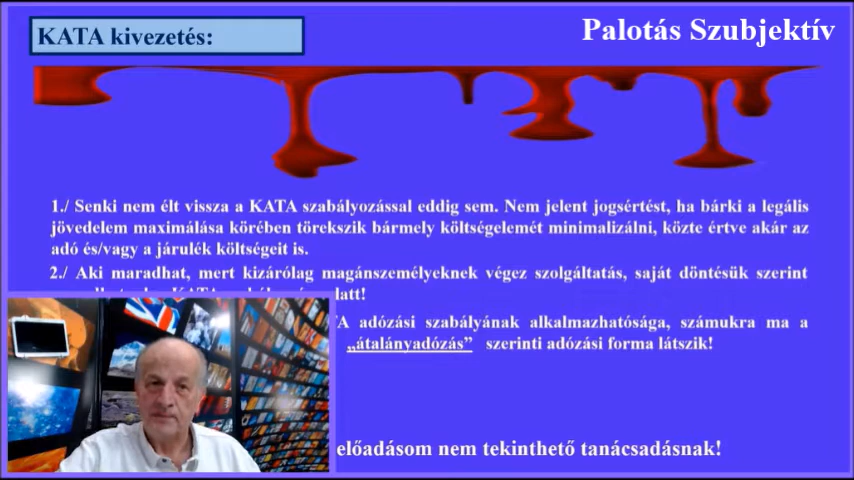 KATA kivezetés:
Palotás Szubjektív
1./ Senki nem élt vissza a KATA szabályozással eddig sem. Nem jelent jogsértést, ha bárki a legális
jövedelem maximálása körében törekszik bármely költségelemét minimalizálni, közte értve akár az
adó és/vagy a járulék költségeit is.
2./ Aki maradhat, mert kizárólag magánszemélyeknek végez szolgáltatás, saját döntésük szerint
alatt!
adózási szabályának alkalmazhatósága, számukra ma a
„átalányadózás” szerinti adózási forma látszik!
előadásom nem tekinthető tanácsadásnak!